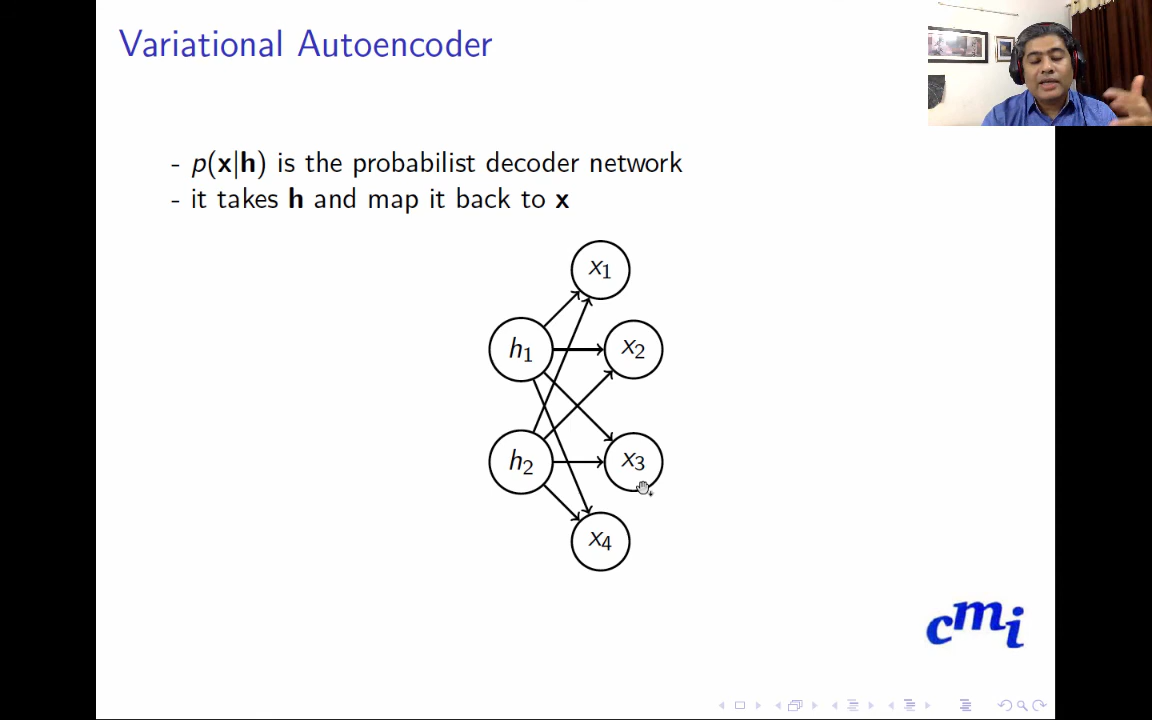 Variational Autoencoder
- p(x|h) is the probabilist decoder network
- it takes h and map it back to x
x1
h1
x2
h2
x3
x4
cmi